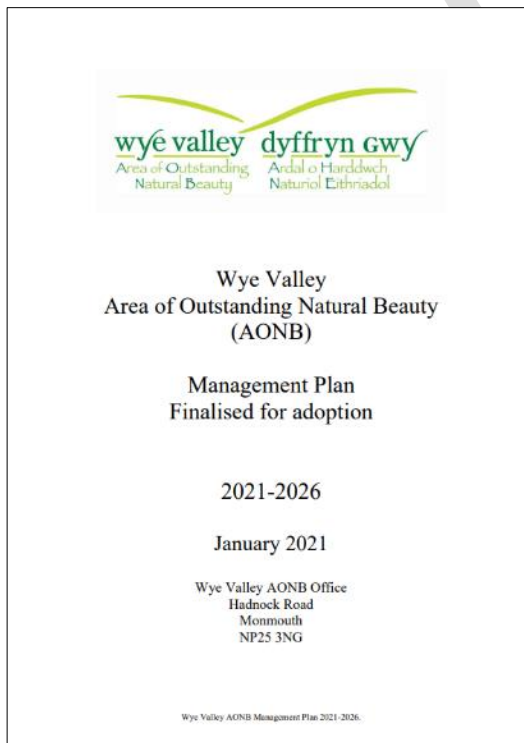 wye valley dyffryn GWY
Area of Outstanding Ardal o Harddwch
Natural Beauty Naturiol Eithriadol
Wye Valley
Area of Outstanding Natural Beauty
(AONB)
Management Plan
Finalised for adoption
2021-2026
January 2021
Wye Valley AONB Office
Hadnock Road
Monmouth
NP25 3NG
Wye Valley AONB Management Plan 2021-2026.